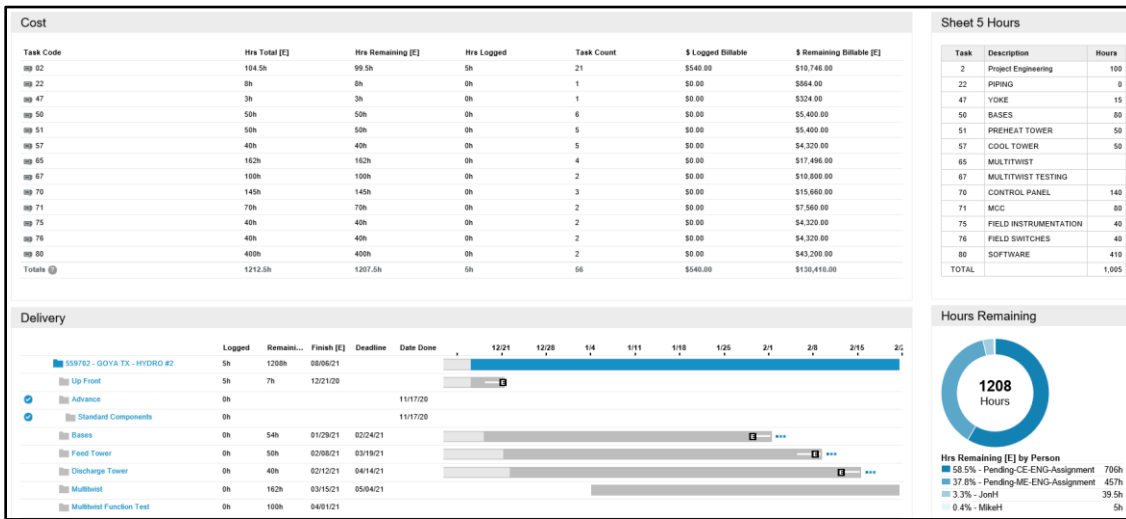 Cost
Task Code Hrs Total [E] Hrs Remaining [E] Hrs Logged Task Count $ Logged Billable $ Remaining Billable [E]
02 104.5h 99.5h 5h 21 $540.00 $10,746.00
22 8h 8h 0h 1 $0.00 $864.00
47 3h 3h 0h 1 $0.00 $324.00
50 50h 50h 0h 6 $0.00 $5,400.00
51 50h 50h 0h 5 $0.00 $5,400.00
57 40h 40h 0h 5 $0.00 $4,320.00
65 162h 162h 0h 4 $0.00 $17,496.00
67 100h 100h 0h 2 $0.00 $10,800.00
70 145h 145h 0h 3 $0.00 $15,660.00
71 70h 70h 0h 2 $0.00 $7,560.00
75 40h 40h 0h 2 $0.00 $4,320.00
76 40h 40h 0h 2 $0.00 $4,320.00
80 400h 400h 0h 2 $0.00 $43,200.00
Totals ? 1212.5h 1207.5h 5h 56 $540.00 $130,410.00
Sheet 5 Hours
Task Description Hours
2 Project Engineering 100
22 PIPING 0
47 YOKE 15
50 BASES 80
51 PREHEAT TOWER 50
57 COOL TOWER 50
65 MULTITWIST
67 MULTITWIST TESTING
70 CONTROL PANEL 140
71 MCC 80
75 FIELD INSTRUMENTATION 40
76 FIELD SWITCHES 40
80 SOFTWARE 410
TOTAL 1,005
Delivery
Logged Remaini... Finish [E] Deadline Date Done 12/21 12/28 1/4 1/11 1/18 1/25 2/1 2/8 2/15 2/2
559702 - GOYA TX - HYDRO #2 5h 1208h 08/06/21
Up Front 5h 7h 12/21/20 E
Advance 0h 11/17/20
Standard Components 0h 11/17/20
Bases 0h 54h 01/29/21 02/24/21 E
Feed Tower 0h 50h 02/08/21 03/19/21 E
Discharge Tower 0h 40h 02/12/21 04/14/21 E
Multitwist 0h 162h 03/15/21 05/04/21
Multitwist Function Test 0h 100h 04/01/21
Hours Remaining
1208
Hours
Hrs Remaining [E] by Person
58.5% - Pending-CE-ENG-Assignment 706h
37.8% - Pending-ME-ENG-Assignment 457h
3.3% - JonH 39.5h
0.4% - MikeH 5h